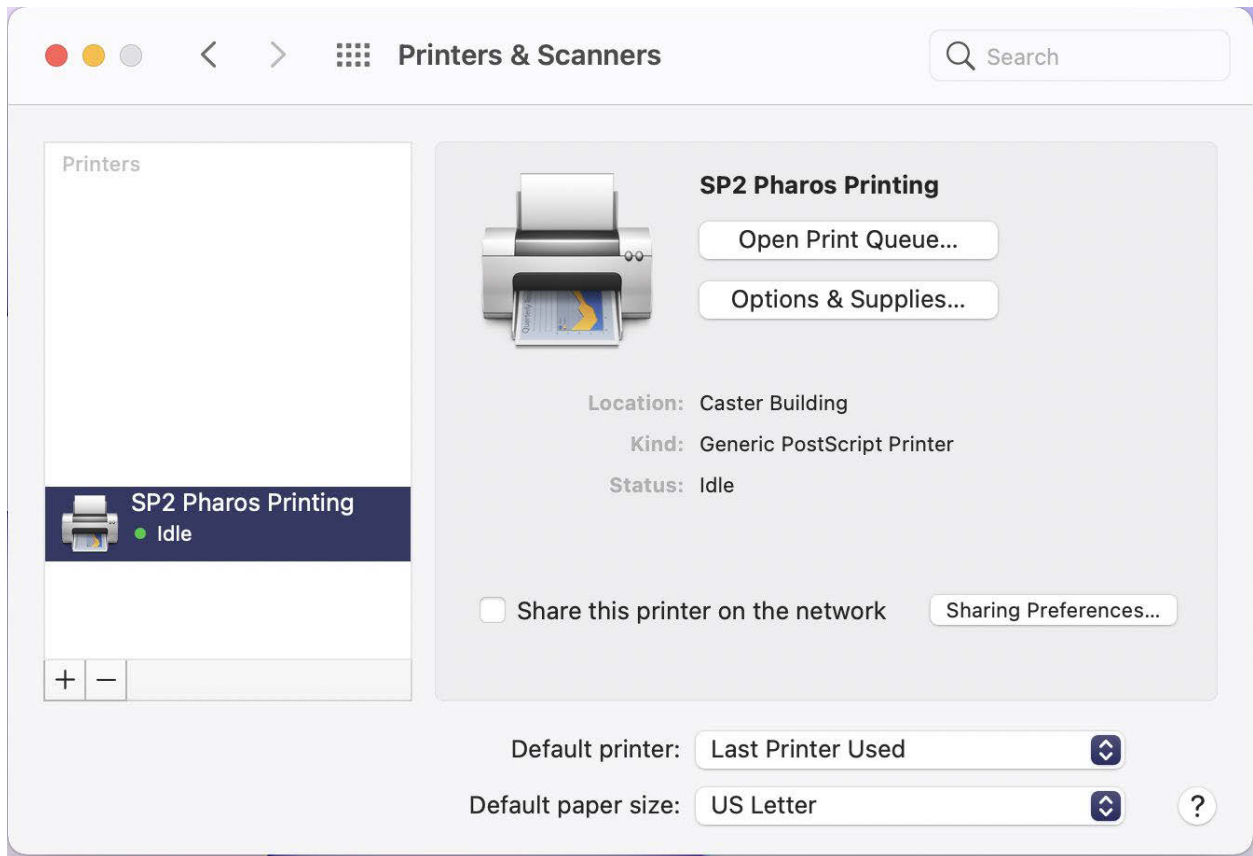 Printers & Scanners
Search
Printers
SP2 Pharos Printing
Idle
SP2 Pharos Printing
Open Print Queue...
Options & Supplies...
Location: Caster Building
Kind: Generic PostScript Printer
Status: Idle
Share this printer on the network
Sharing Preferences...
+ −
Default printer: Last Printer Used
Default paper size: US Letter
?